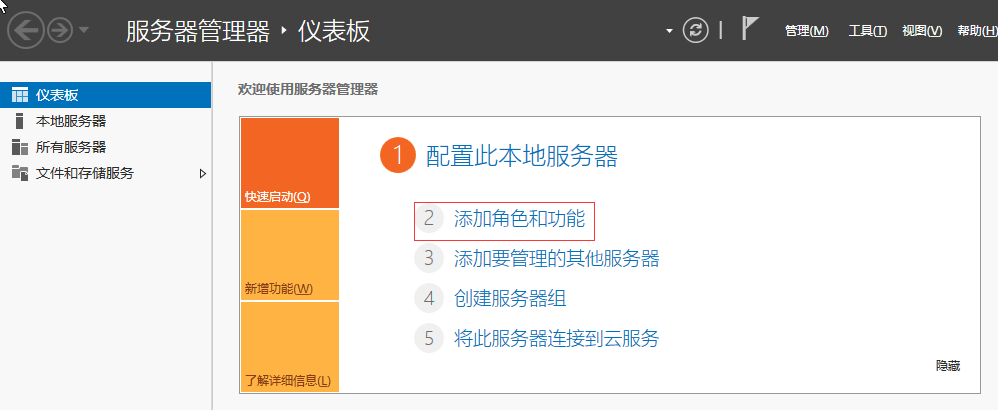 服务器管理器 ‣ 仪表板
管理(M) 工具(T) 视图(V) 帮助(H)
仪表板
本地服务器
所有服务器
文件和存储服务
欢迎使用服务器管理器
快速启动(Q)
新增功能(W)
了解详细信息(L)
1 配置此本地服务器
2 添加角色和功能
3 添加要管理的其他服务器
4 创建服务器组
5 将此服务器连接到云服务
隐藏